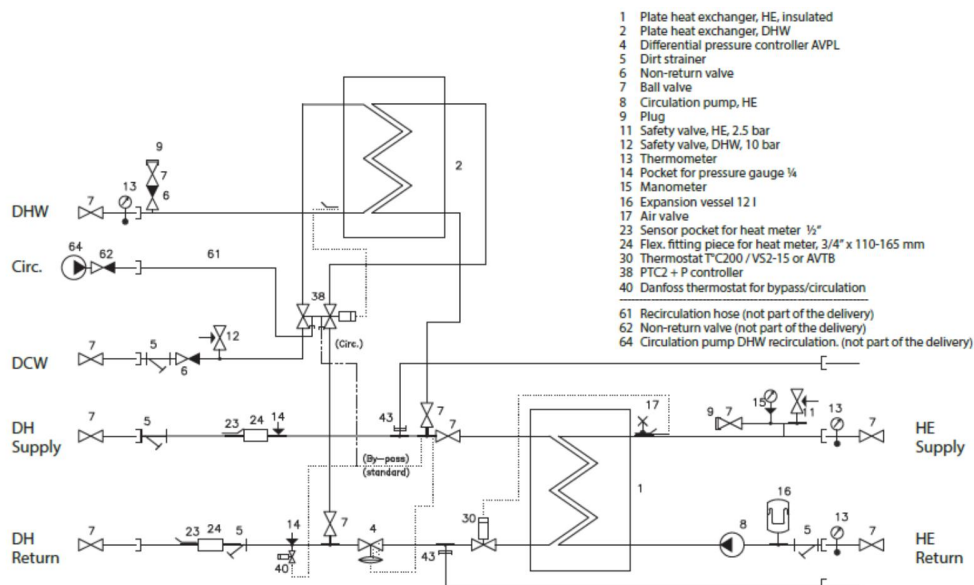 1 Plate heat exchanger, HE, insulated
2 Plate heat exchanger, DHW
4 Differential pressure controller AVPL
5 Dirt strainer
6 Non-return valve
7 Ball valve
8 Circulation pump, HE
9 Plug
11 Safety valve, HE, 2.5 bar
12 Safety valve, DHW, 10 bar
13 Thermometer
14 Pocket for pressure gauge ¼
15 Manometer
16 Expansion vessel 12 l
17 Air valve
23 Sensor pocket for heat meter ½"
24 Flex. fitting piece for heat meter, 3/4" x 110-165 mm
30 Thermostat T°C200 / VS2-15 or AVTB
38 PTC2 + P controller
40 Danfoss thermostat for bypass/circulation
61 Recirculation hose (not part of the delivery)
62 Non-return valve (not part of the delivery)
64 Circulation pump DHW recirculation. (not part of the delivery)
9
7
6
2
DHW 7 13
Circ. 64 62 61
38
(Circ.)
DCW 7 5 6 12
DH Supply 7 5 23 24 14 43 7 7
17 9 7 15 11 13 7 HE Supply
(By-pass)
(standard)
1
DH Return 7 23 24 5 14 40 7 4 43 30
8 16 5 13 7 HE Return